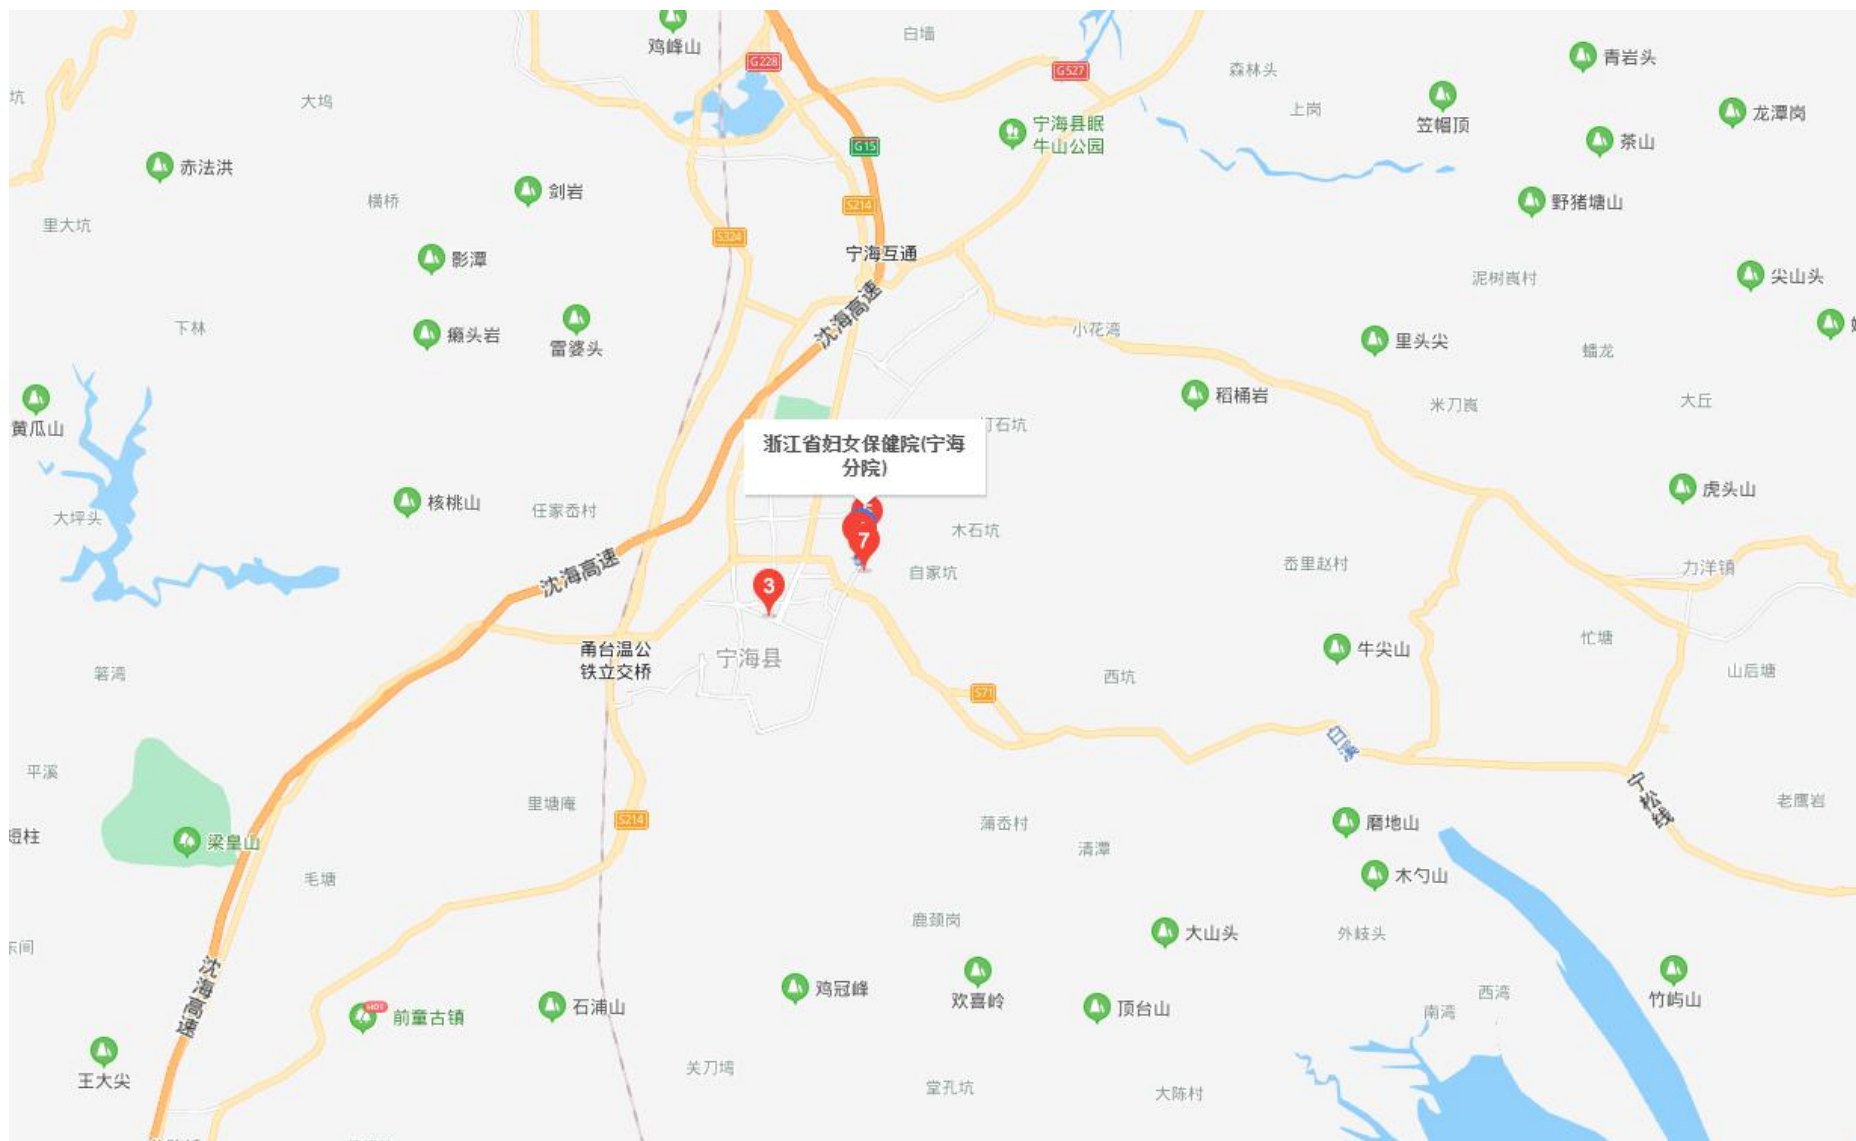 鸡峰山
白墙
G228
G527
青岩头
森林头
坑
大坞
上岗
笠帽顶
龙潭岗
宁海县眠
牛山公园
茶山
G15
赤法洪
剑岩
横桥
S214
野猪塘山
里大坑
S324
影潭
宁海互通
泥树崀村
尖山头
沈海高速
下林
癞头岩
雷婆头
小花湾
里头尖
蟠龙
稻桶岩
米刀崀
大丘
黄瓜山
打石坑
浙江省妇女保健院(宁海
分院)
虎头山
核桃山
任家岙村
大坪头
木石坑
7
自家坑
岙里赵村
力洋镇
沈海高速
3
甬台温公
铁立交桥
宁海县
忙塘
牛尖山
箬湾
西坑
山后塘
S71
白溪
平溪
宁松线
里塘庵
老鹰岩
S214
蒲岙村
磨地山
短柱
梁皇山
清潭
毛塘
木勺山
鹿颈岗
大山头
外岐头
东间
沈海高速
鸡冠峰
欢喜岭
西湾
竹屿山
石浦山
顶台山
南湾
前童古镇
王大尖
关刀塆
堂孔坑
大陈村